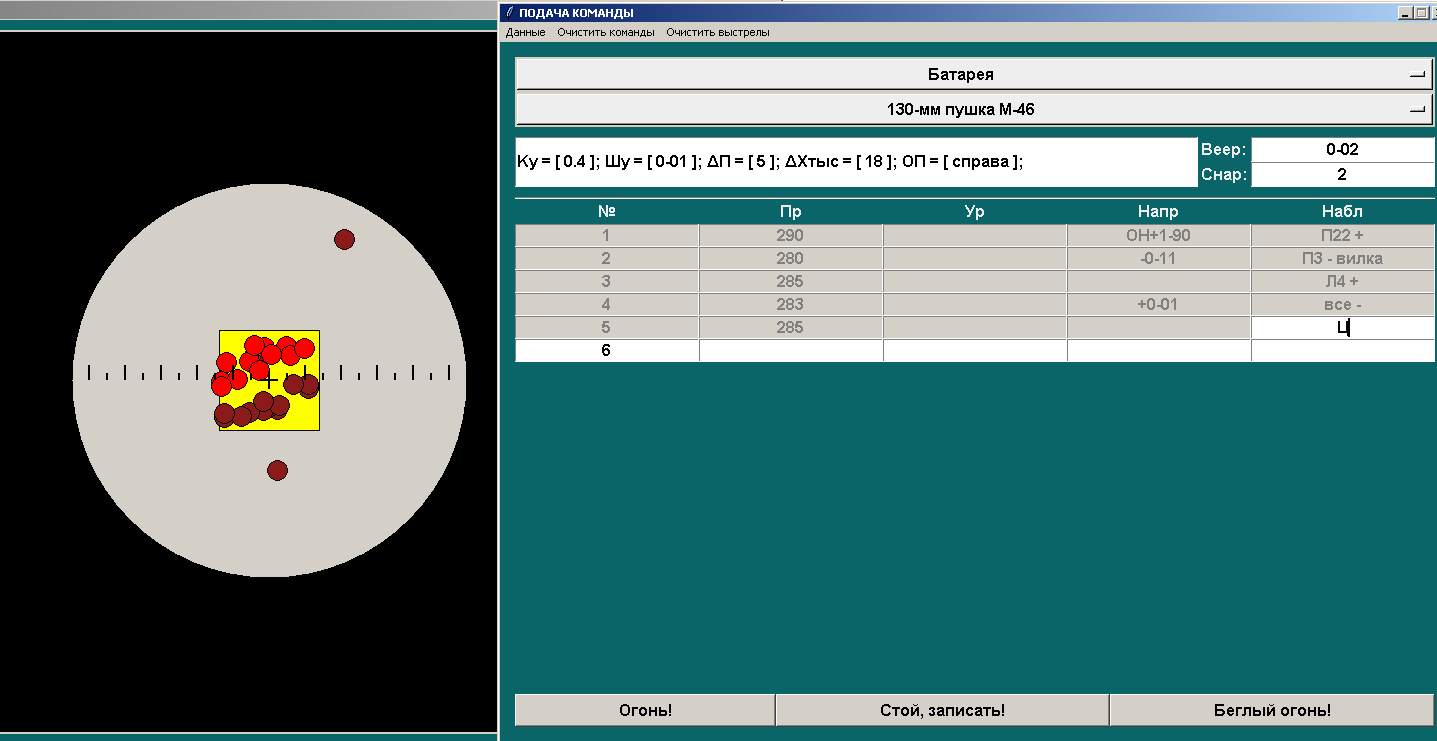 ПОДАЧА КОМАНДЫ
Данные Очистить команды Очистить выстрелы
Батарея
130-мм пушка М-46
Ку = [ 0.4 ]; Шу = [ 0-01 ]; ΔП = [ 5 ]; ΔХтыс = [ 18 ]; ОП = [ справа ];
Веер: 0-02
Снар: 2
№ Пр Ур Напр Набл
1 290 ОН+1-90 П22 +
2 280 -0-11 П3 - вилка
3 285 Л4 +
4 283 +0-01 все -
5 285 Ц
6
Огонь! Стой, записать! Беглый огонь!